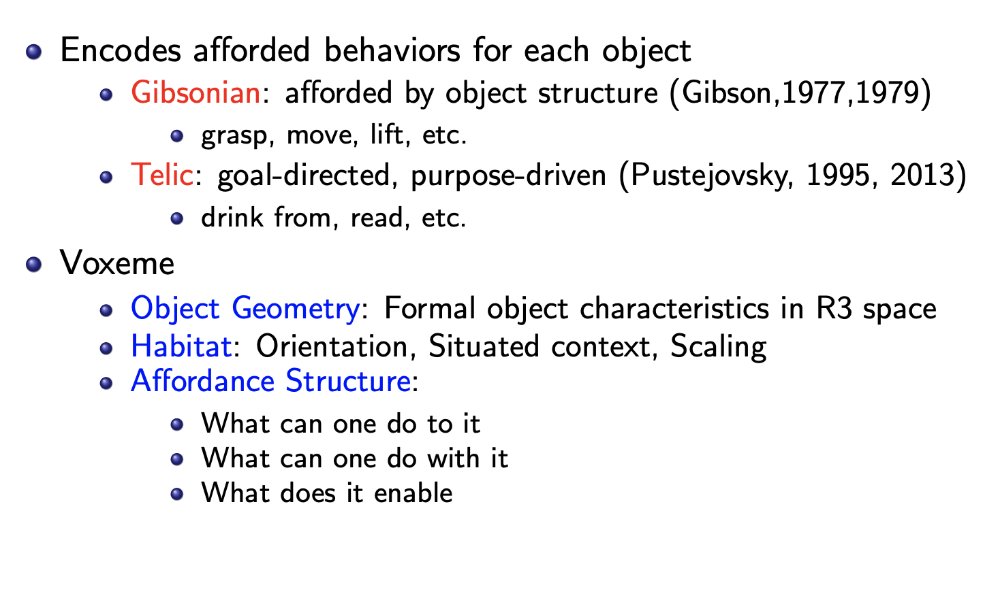 Encodes afforded behaviors for each object
Gibsonian: afforded by object structure (Gibson,1977,1979)
grasp, move, lift, etc.
Telic: goal-directed, purpose-driven (Pustejovsky, 1995, 2013)
drink from, read, etc.
Voxeme
Object Geometry: Formal object characteristics in R3 space
Habitat: Orientation, Situated context, Scaling
Affordance Structure:
What can one do to it
What can one do with it
What does it enable